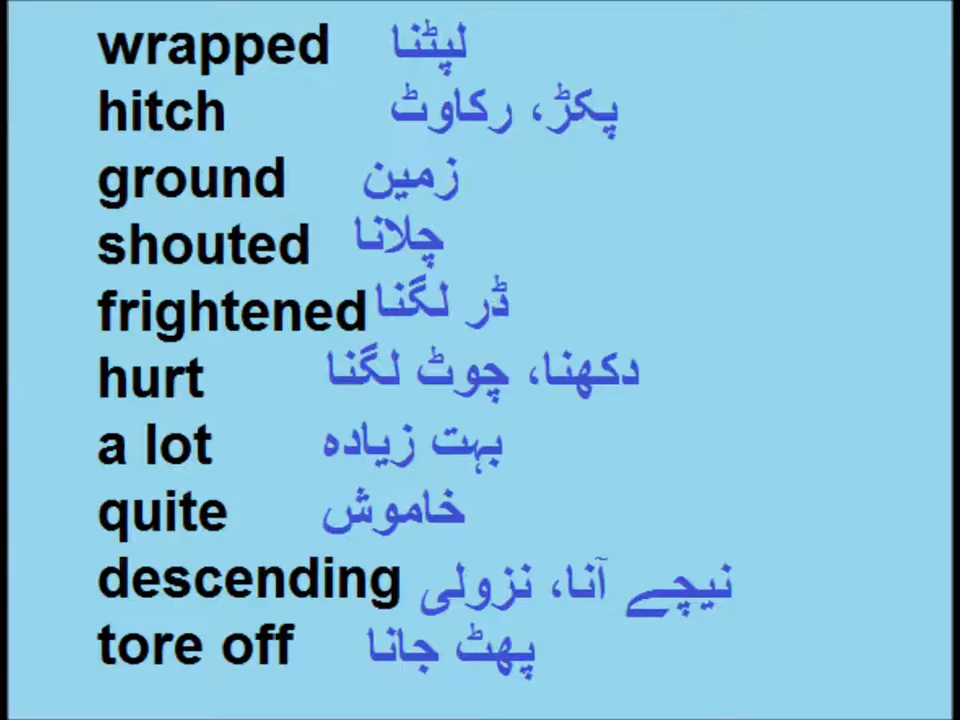 wrapped لپٹنا
hitch پکڑ، رکاوٹ
ground زمین
shouted چلانا
frightened ڈر لگنا
hurt دکھنا، چوٹ لگنا
a lot بہت زیادہ
quite خاموش
descending نیچے آنا، نزولی
tore off پھٹ جانا